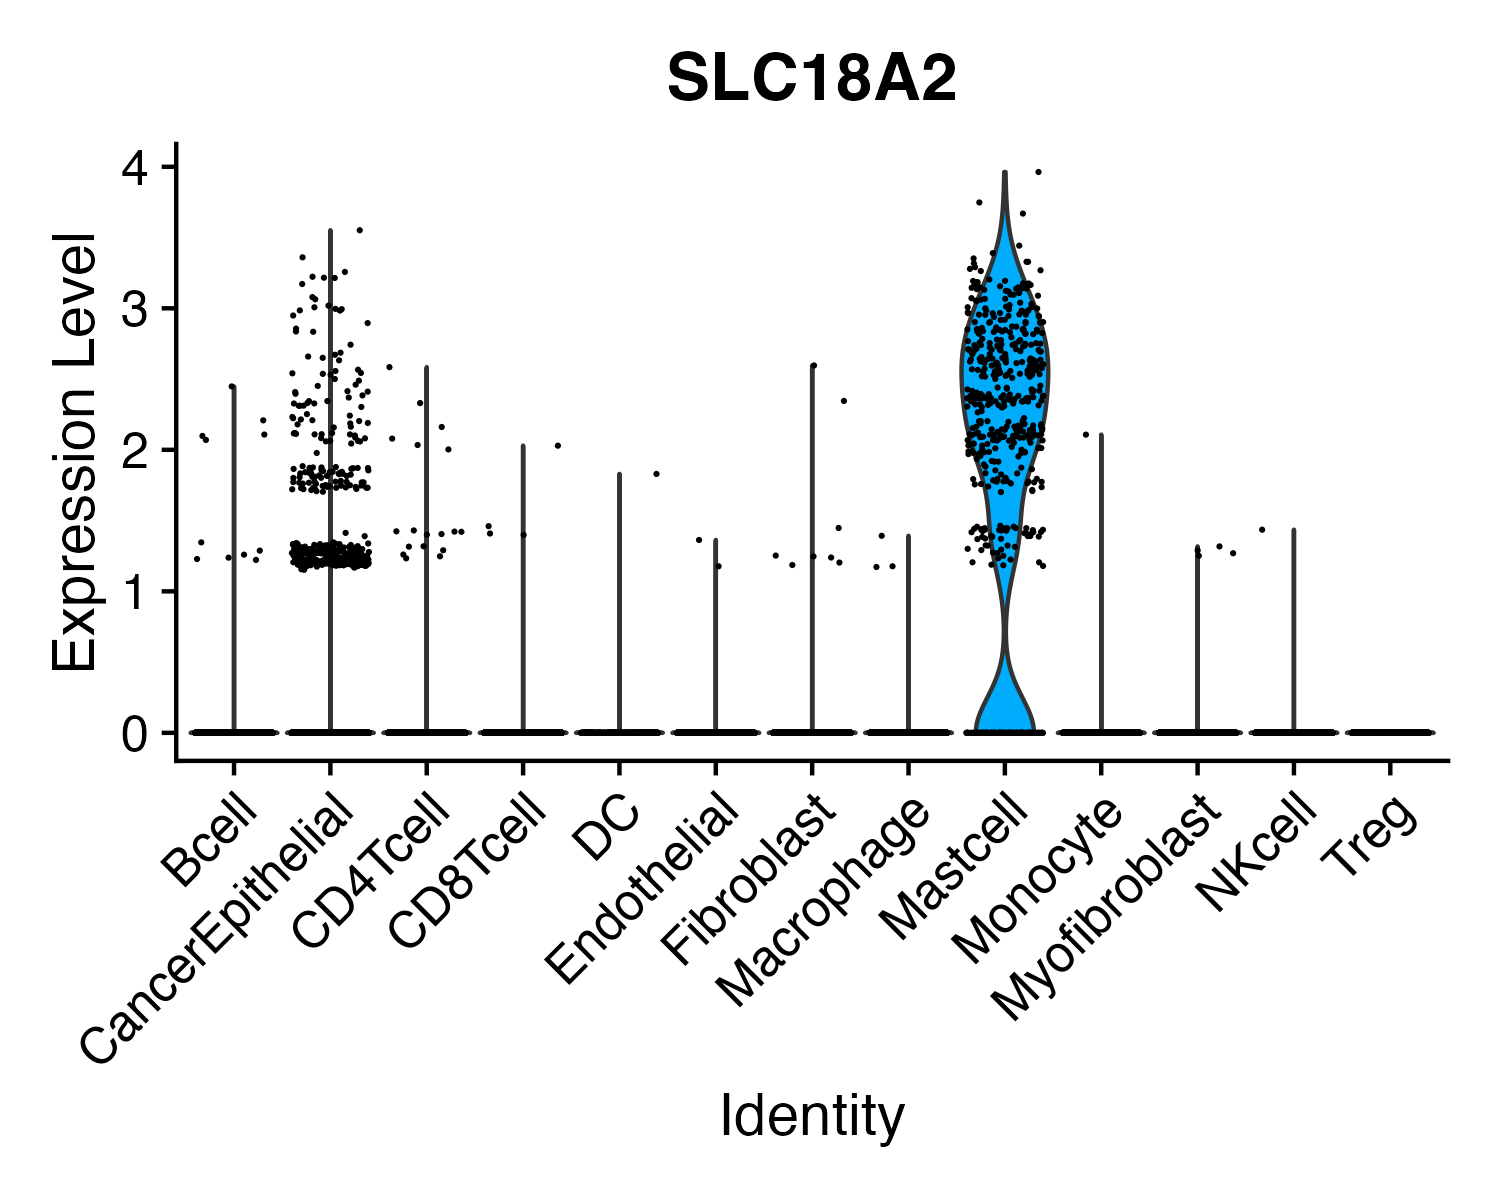 SLC18A2
Expression Level
4
3
2
1
0
Bcell
CancerEpithelial
CD4Tcell
CD8Tcell
DC
Endothelial
Fibroblast
Macrophage
Mastcell
Monocyte
Myofibroblast
NKcell
Treg
Identity